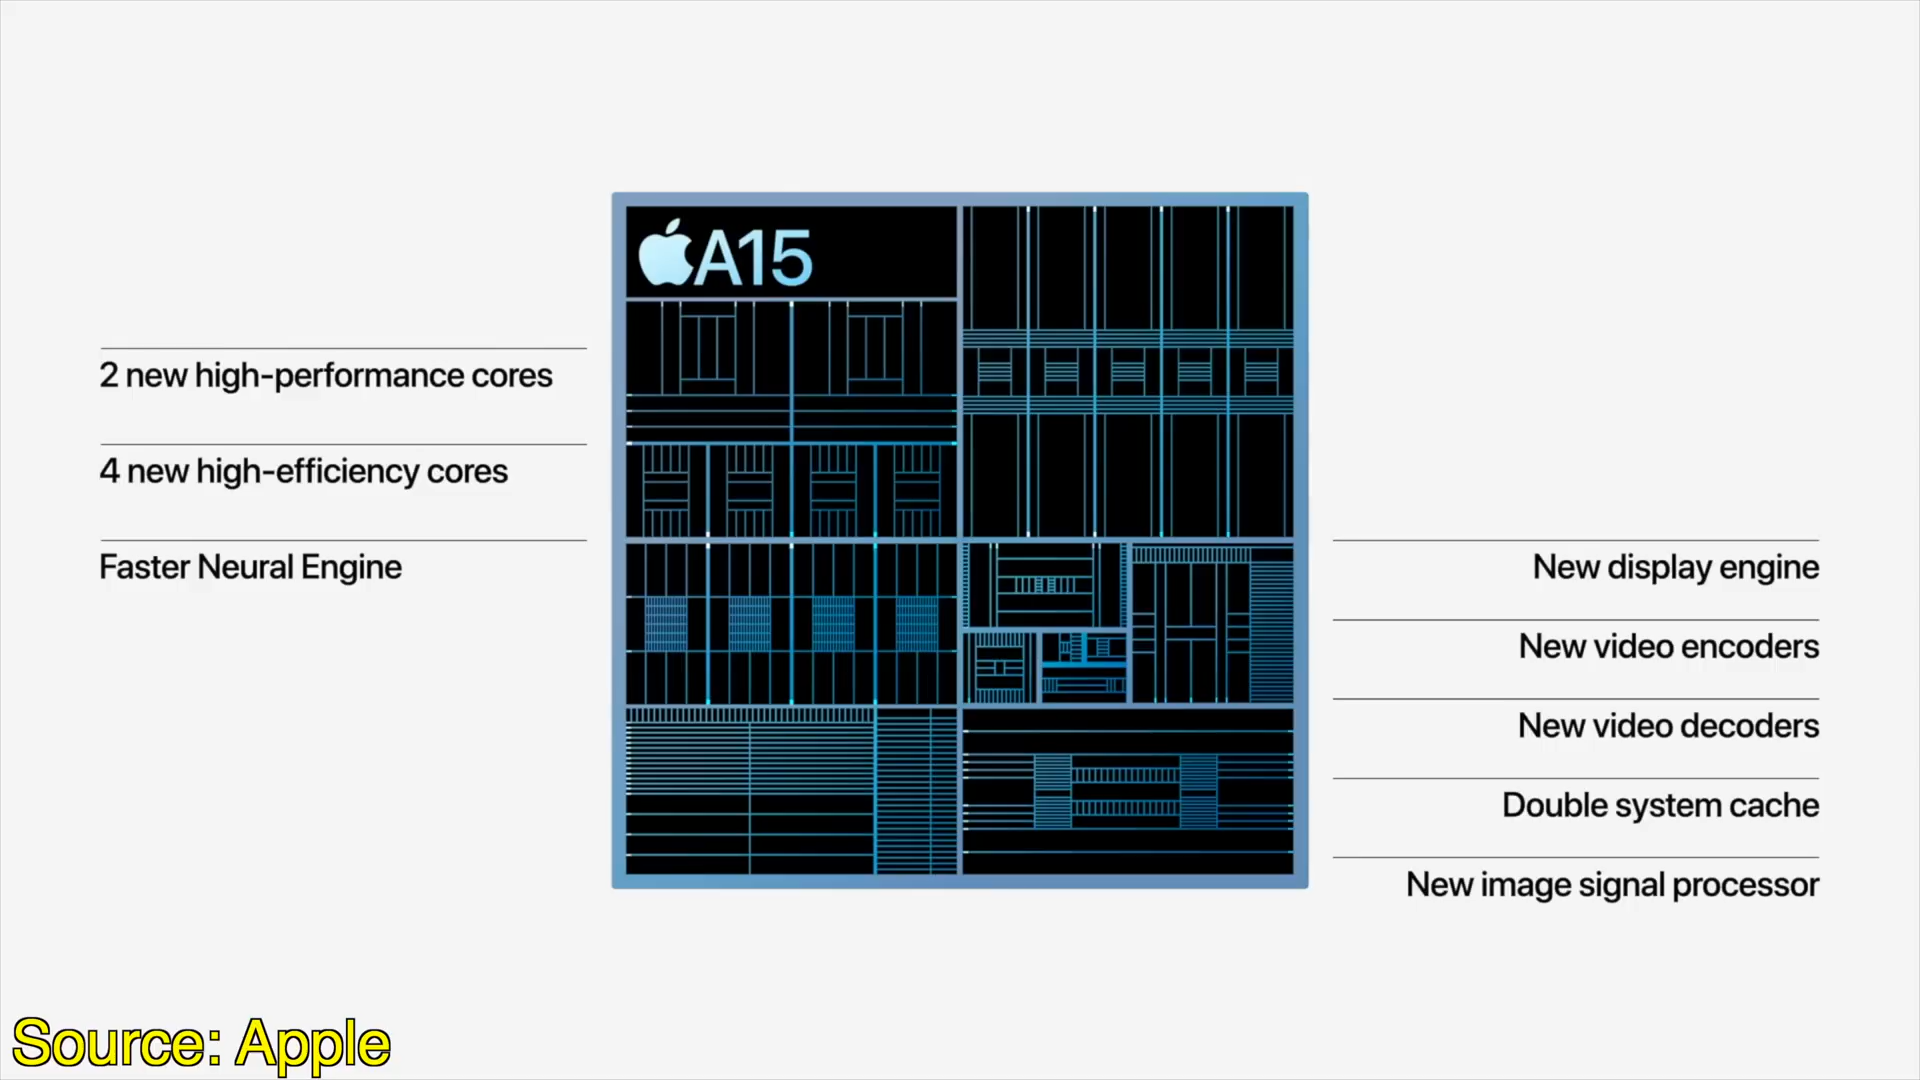 A15
2 new high-performance cores
4 new high-efficiency cores
Faster Neural Engine
New display engine
New video encoders
New video decoders
Double system cache
New image signal processor
Source: Apple